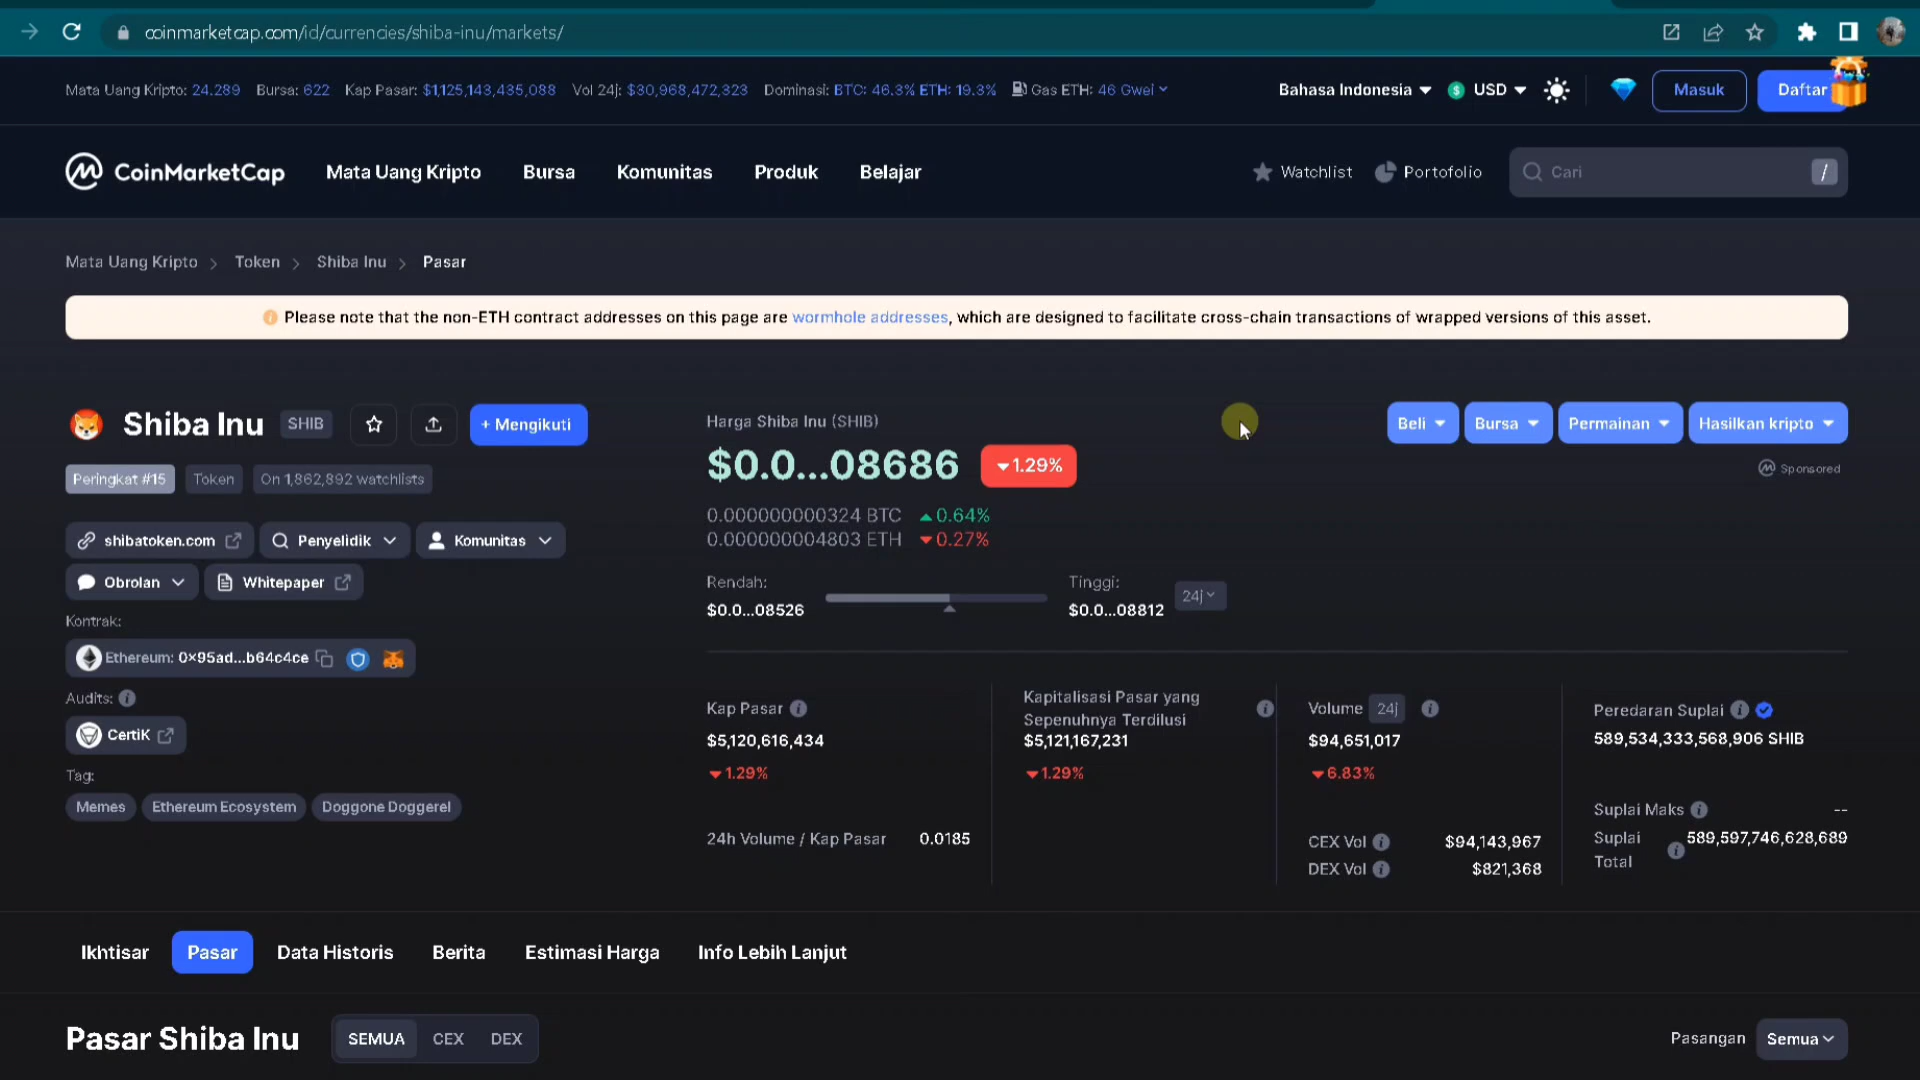 coinmarketcap.com/id/currencies/shiba-inu/markets/
Mata Uang Kripto: 24.289 Bursa: 622 Kap Pasar: $1,125,143,435,088 Vol 24j: $30,968,472,323 Dominasi: BTC: 46.3% ETH: 19.3% Gas ETH: 46 Gwei
Bahasa Indonesia USD Masuk Daftar
CoinMarketCap Mata Uang Kripto Bursa Komunitas Produk Belajar Watchlist Portofolio Cari /
Mata Uang Kripto > Token > Shiba Inu > Pasar
Please note that the non-ETH contract addresses on this page are wormhole addresses, which are designed to facilitate cross-chain transactions of wrapped versions of this asset.
Shiba Inu SHIB + Mengikuti
Peringkat #15 Token On 1,862,892 watchlists
shibatoken.com Penyelidik Komunitas
Obrolan Whitepaper
Kontrak:
Ethereum: 0x95ad...b64c4ce
Audits:
CertiK
Tag:
Memes Ethereum Ecosystem Doggone Doggerel
Harga Shiba Inu (SHIB)
$0.0...08686 1.29%
0.000000000324 BTC 0.64%
0.000000004803 ETH 0.27%
Rendah: Tinggi:
$0.0...08526 $0.0...08812 24j
Beli Bursa Permainan Hasilkan kripto
Sponsored
Kap Pasar
$5,120,616,434
1.29%
24h Volume / Kap Pasar 0.0185
Kapitalisasi Pasar yang
Sepenuhnya Terdilusi
$5,121,167,231
1.29%
Volume 24j
$94,651,017
6.83%
CEX Vol $94,143,967
DEX Vol $821,368
Peredaran Suplai
589,534,333,568,906 SHIB
Suplai Maks --
Suplai
Total 589,597,746,628,689
Ikhtisar Pasar Data Historis Berita Estimasi Harga Info Lebih Lanjut
Pasar Shiba Inu SEMUA CEX DEX Pasangan Semua